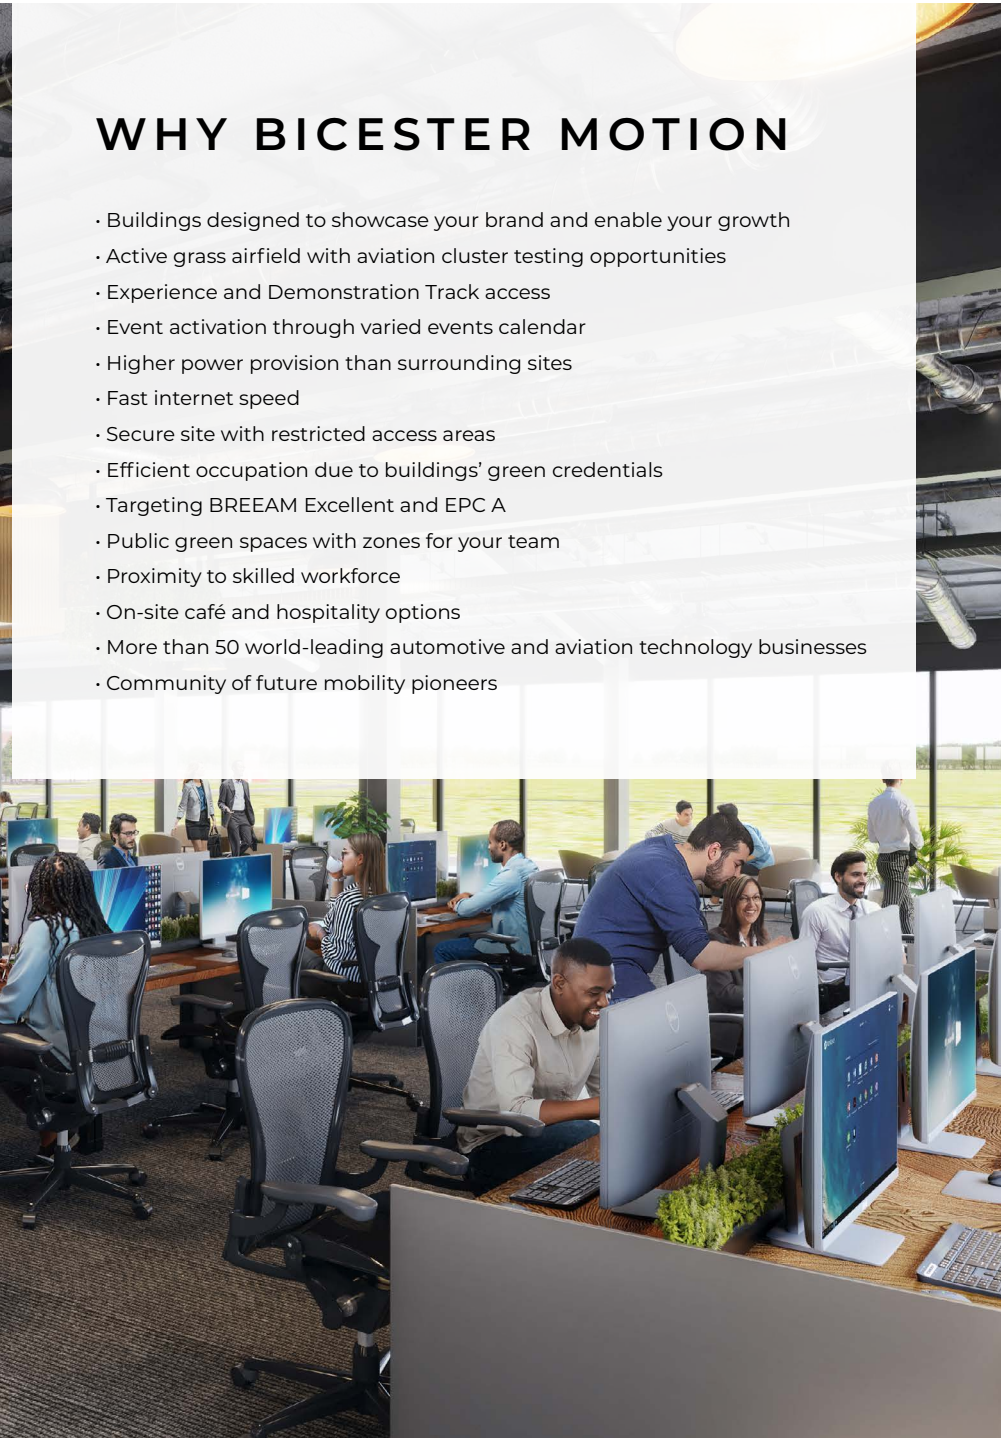 WHY BICESTER MOTION
• Buildings designed to showcase your brand and enable your growth
• Active grass airfield with aviation cluster testing opportunities
• Experience and Demonstration Track access
• Event activation through varied events calendar
• Higher power provision than surrounding sites
• Fast internet speed
• Secure site with restricted access areas
• Efficient occupation due to buildings’ green credentials
• Targeting BREEAM Excellent and EPC A
• Public green spaces with zones for your team
• Proximity to skilled workforce
• On-site café and hospitality options
• More than 50 world-leading automotive and aviation technology businesses
• Community of future mobility pioneers